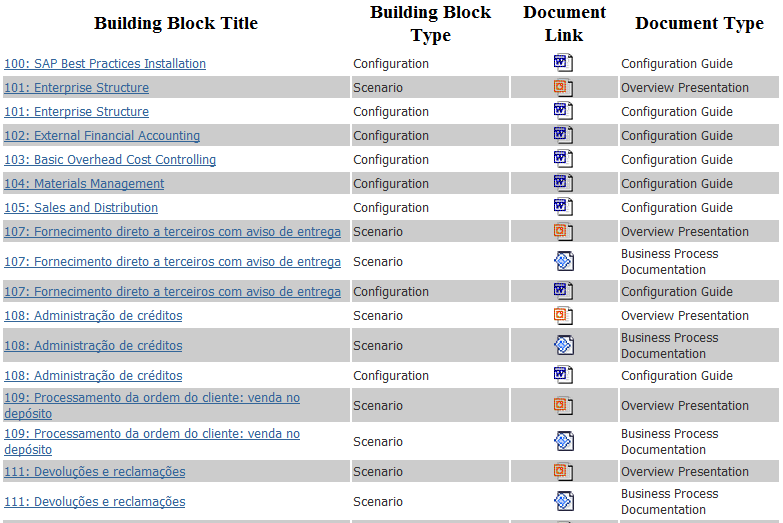 Building Block Title Building Block Type Document Link Document Type
100: SAP Best Practices Installation Configuration Configuration Guide
101: Enterprise Structure Scenario Overview Presentation
101: Enterprise Structure Configuration Configuration Guide
102: External Financial Accounting Configuration Configuration Guide
103: Basic Overhead Cost Controlling Configuration Configuration Guide
104: Materials Management Configuration Configuration Guide
105: Sales and Distribution Configuration Configuration Guide
107: Fornecimento direto a terceiros com aviso de entrega Scenario Overview Presentation
107: Fornecimento direto a terceiros com aviso de entrega Scenario Business Process
Documentation
107: Fornecimento direto a terceiros com aviso de entrega Configuration Configuration Guide
108: Administração de créditos Scenario Overview Presentation
108: Administração de créditos Scenario Business Process
Documentation
108: Administração de créditos Configuration Configuration Guide
109: Processamento da ordem do cliente: venda no
depósito Scenario Overview Presentation
109: Processamento da ordem do cliente: venda no
depósito Scenario Business Process
Documentation
111: Devoluções e reclamações Scenario Overview Presentation
111: Devoluções e reclamações Scenario Business Process
Documentation